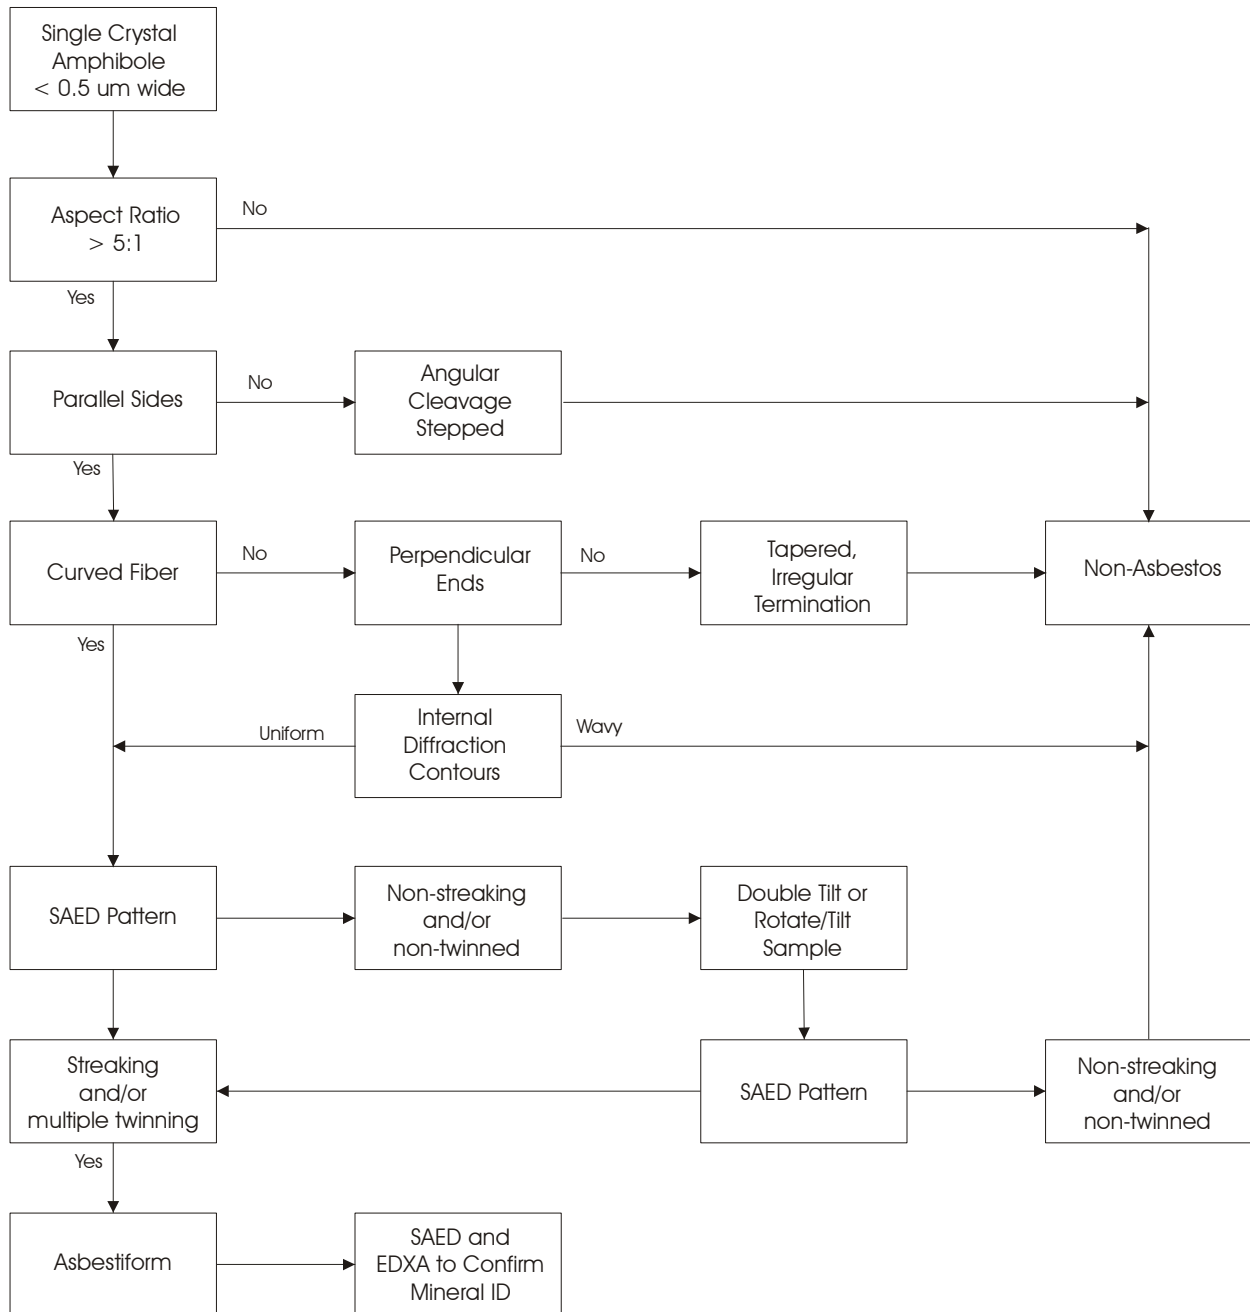 Single Crystal
Amphibole
< 0.5 um wide
Aspect Ratio
> 5:1
No
Yes
Parallel Sides
No
Angular
Cleavage
Stepped
Yes
Curved Fiber
No
Perpendicular
Ends
No
Tapered,
Irregular
Termination
Non-Asbestos
Yes
Uniform
Internal
Diffraction
Contours
Wavy
SAED Pattern
Non-streaking
and/or
non-twinned
Double Tilt or
Rotate/Tilt
Sample
Streaking
and/or
multiple twinning
SAED Pattern
Non-streaking
and/or
non-twinned
Yes
Asbestiform
SAED and
EDXA to Confirm
Mineral ID